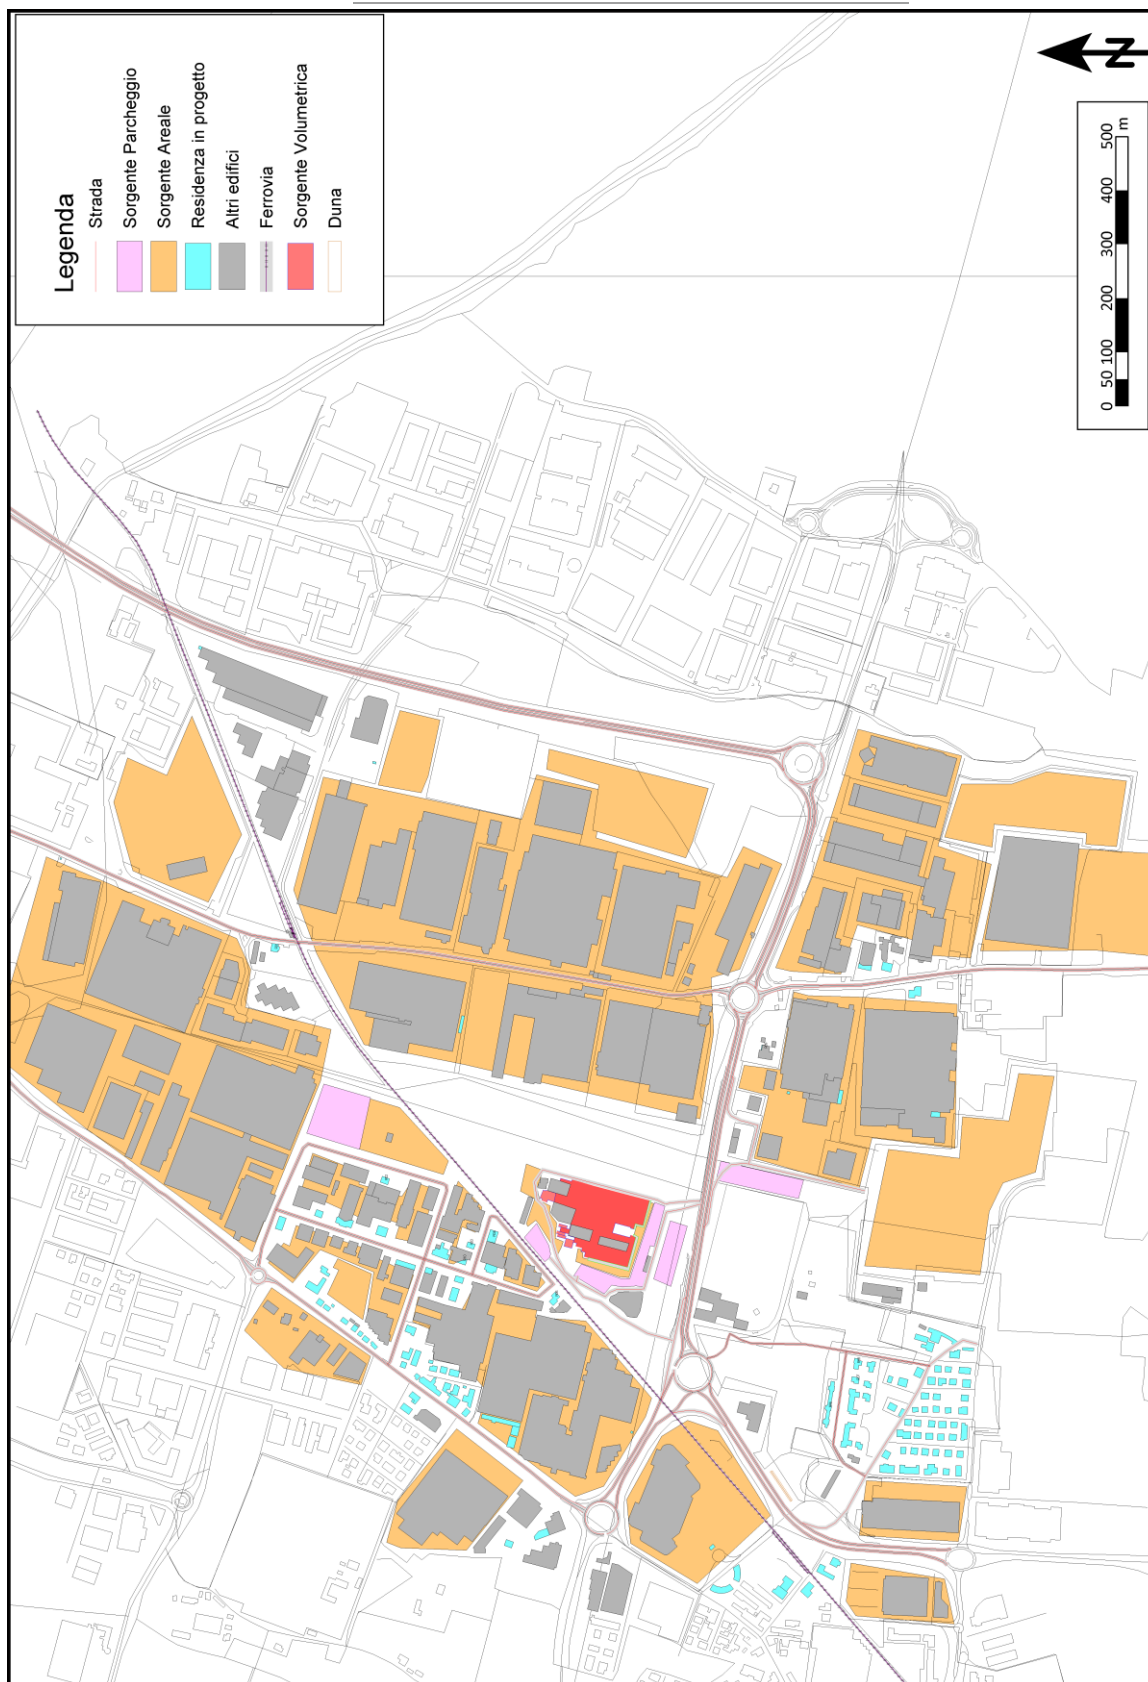 Legenda
Strada
Sorgente Parcheggio
Sorgente Areale
Residenza in progetto
Altri edifici
Ferrovia
Sorgente Volumetrica
Duna
N
0 50 100 200 300 400 500
m